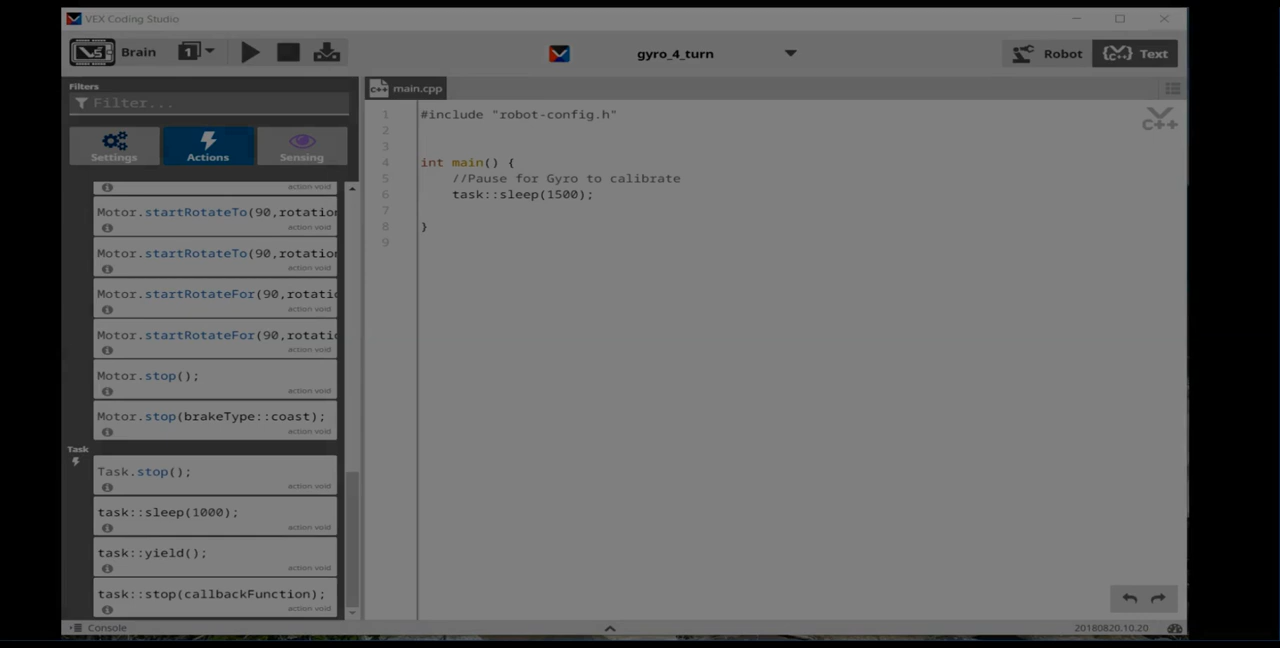 VEX Coding Studio
V5 Brain 1 gyro_4_turn Robot C++ Text
Filters
Filter...
Settings Actions Sensing
action void
Motor.startRotateTo(90,rotation
action void
Motor.startRotateTo(90,rotation
action void
Motor.startRotateFor(90,rotati
action void
Motor.startRotateFor(90,rotati
action void
Motor.stop();
action void
Motor.stop(brakeType::coast);
action void
Task
Task.stop();
action void
task::sleep(1000);
action void
task::yield();
action void
task::stop(callbackFunction);
action void
C++ main.cpp
1 #include "robot-config.h"
2
3
4 int main() {
5 //Pause for Gyro to calibrate
6 task::sleep(1500);
7
8 }
9
C++
Console
20180820.10.20